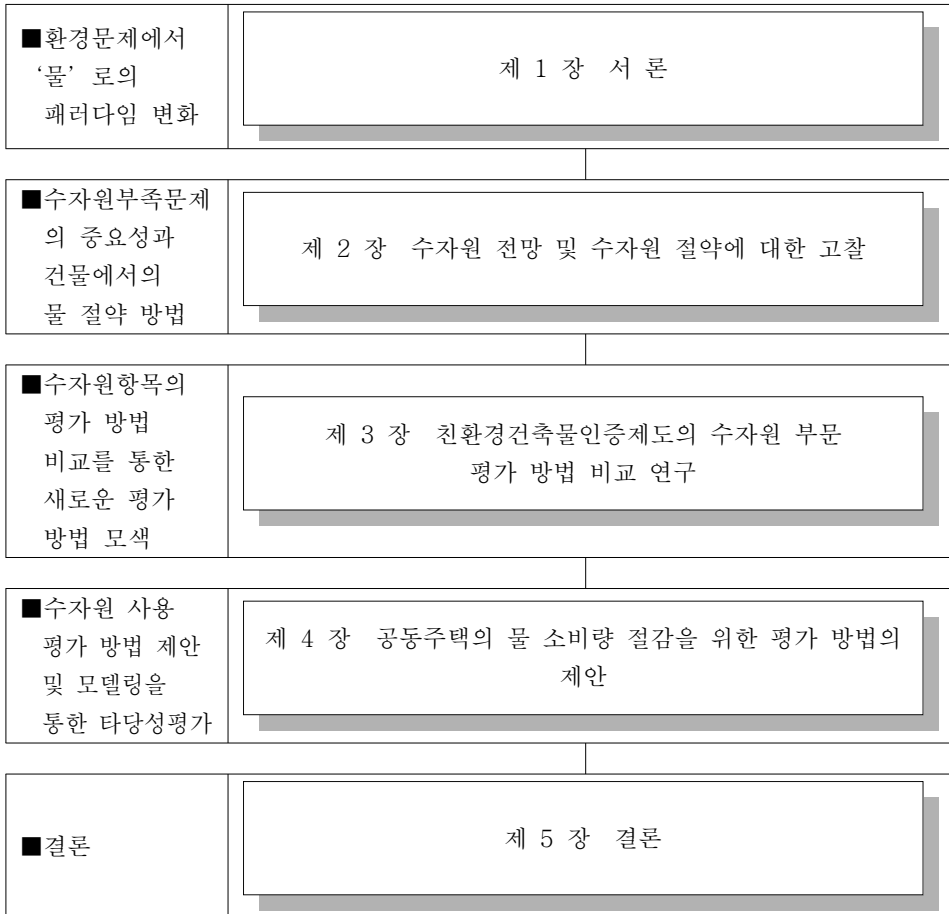 ■환경문제에서
‘물’ 로의
패러다임 변화
제 1 장 서 론
■수자원부족문제
의 중요성과
건물에서의
물 절약 방법
제 2 장 수자원 전망 및 수자원 절약에 대한 고찰
■수자원항목의
평가 방법
비교를 통한
새로운 평가
방법 모색
제 3 장 친환경건축물인증제도의 수자원 부문
평가 방법 비교 연구
■수자원 사용
평가 방법 제안
및 모델링을
통한 타당성평가
제 4 장 공동주택의 물 소비량 절감을 위한 평가 방법의
제안
■결론
제 5 장 결론